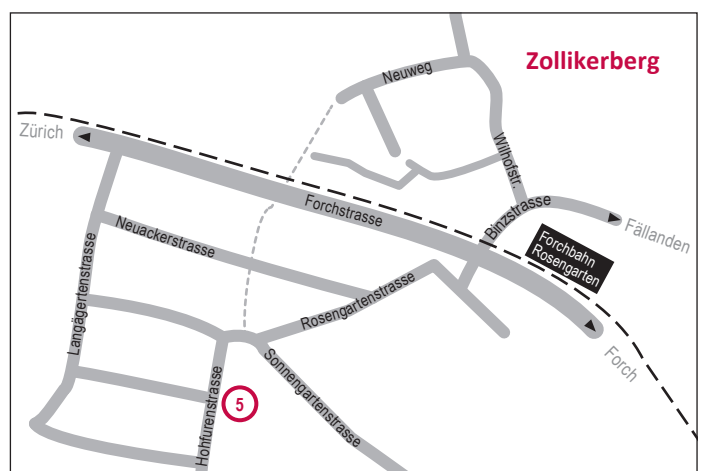 Zollikerberg
Neuweg
Zürich
Wilhofstr.
Forchstrasse
Binzstrasse
Fällanden
Neuackerstrasse
Forchbahn
Rosengarten
Langägertenstrasse
Rosengartenstrasse
Forch
Sonnengartenstrasse
5
Hohfurenstrasse